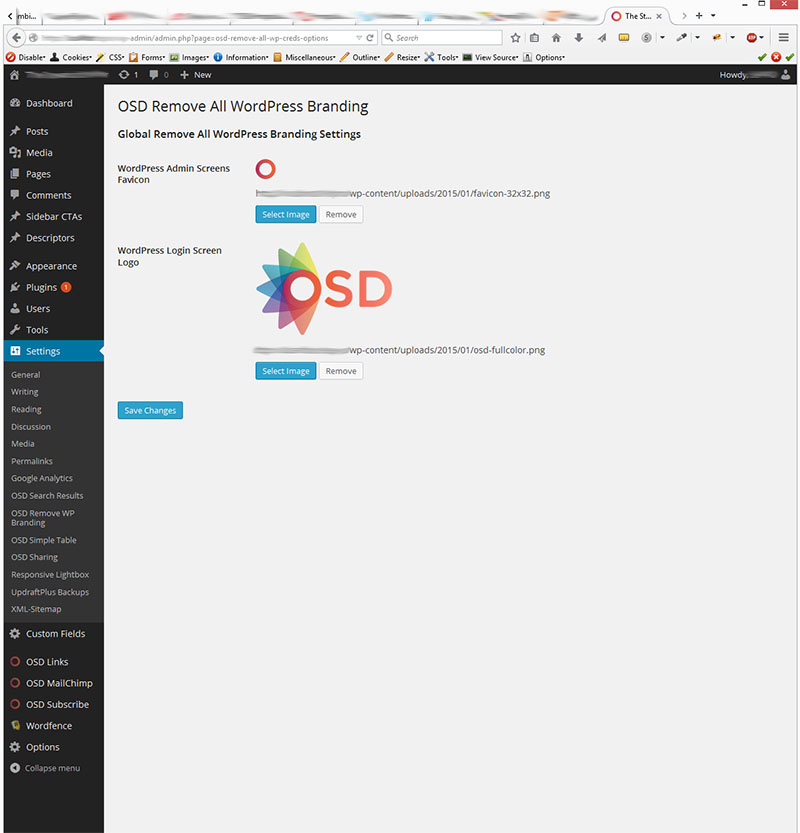 mbi...
The St...
-admin/admin.php?page=osd-remove-all-wp-creds-options
Search
Disable
Cookies
CSS
Forms
Images
Information
Miscellaneous
Outline
Resize
Tools
View Source
Options
1
0
+ New
Howdy,
Dashboard
Posts
Media
Pages
Comments
Sidebar CTAs
Descriptors
Appearance
Plugins 1
Users
Tools
Settings
General
Writing
Reading
Discussion
Media
Permalinks
Google Analytics
OSD Search Results
OSD Remove WP
Branding
OSD Simple Table
OSD Sharing
Responsive Lightbox
UpdraftPlus Backups
XML-Sitemap
Custom Fields
OSD Links
OSD MailChimp
OSD Subscribe
Wordfence
Options
Collapse menu
OSD Remove All WordPress Branding
Global Remove All WordPress Branding Settings
WordPress Admin Screens
Favicon
wp-content/uploads/2015/01/favicon-32x32.png
Select Image
Remove
WordPress Login Screen
Logo
OSD
wp-content/uploads/2015/01/osd-fullcolor.png
Select Image
Remove
Save Changes